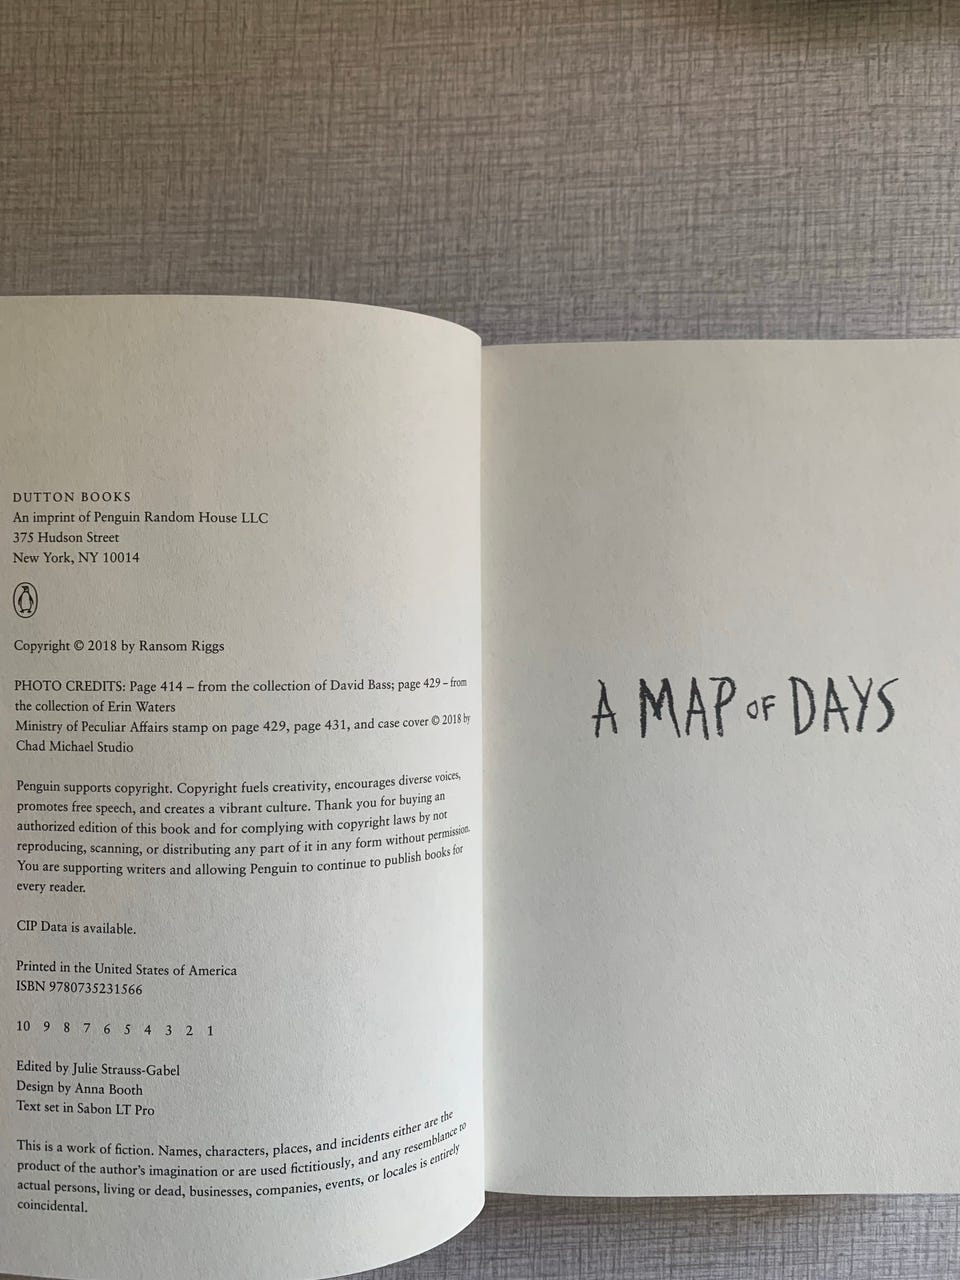 DUTTON BOOKS
An imprint of Penguin Random House LLC
375 Hudson Street
New York, NY 10014
Copyright © 2018 by Ransom Riggs
PHOTO CREDITS: Page 414 – from the collection of David Bass; page 429 – from
the collection of Erin Waters
Ministry of Peculiar Affairs stamp on page 429, page 431, and case cover © 2018 by
Chad Michael Studio
Penguin supports copyright. Copyright fuels creativity, encourages diverse voices,
promotes free speech, and creates a vibrant culture. Thank you for buying an
authorized edition of this book and for complying with copyright laws by not
reproducing, scanning, or distributing any part of it in any form without permission.
You are supporting writers and allowing Penguin to continue to publish books for
every reader.
CIP Data is available.
Printed in the United States of America
ISBN 9780735231566
10 9 8 7 6 5 4 3 2 1
Edited by Julie Strauss-Gabel
Design by Anna Booth
Text set in Sabon LT Pro
This is a work of fiction. Names, characters, places, and incidents either are the
product of the author's imagination or are used fictitiously, and any resemblance to
actual persons, living or dead, businesses, companies, events, or locales is entirely
coincidental.
A MAP OF DAYS